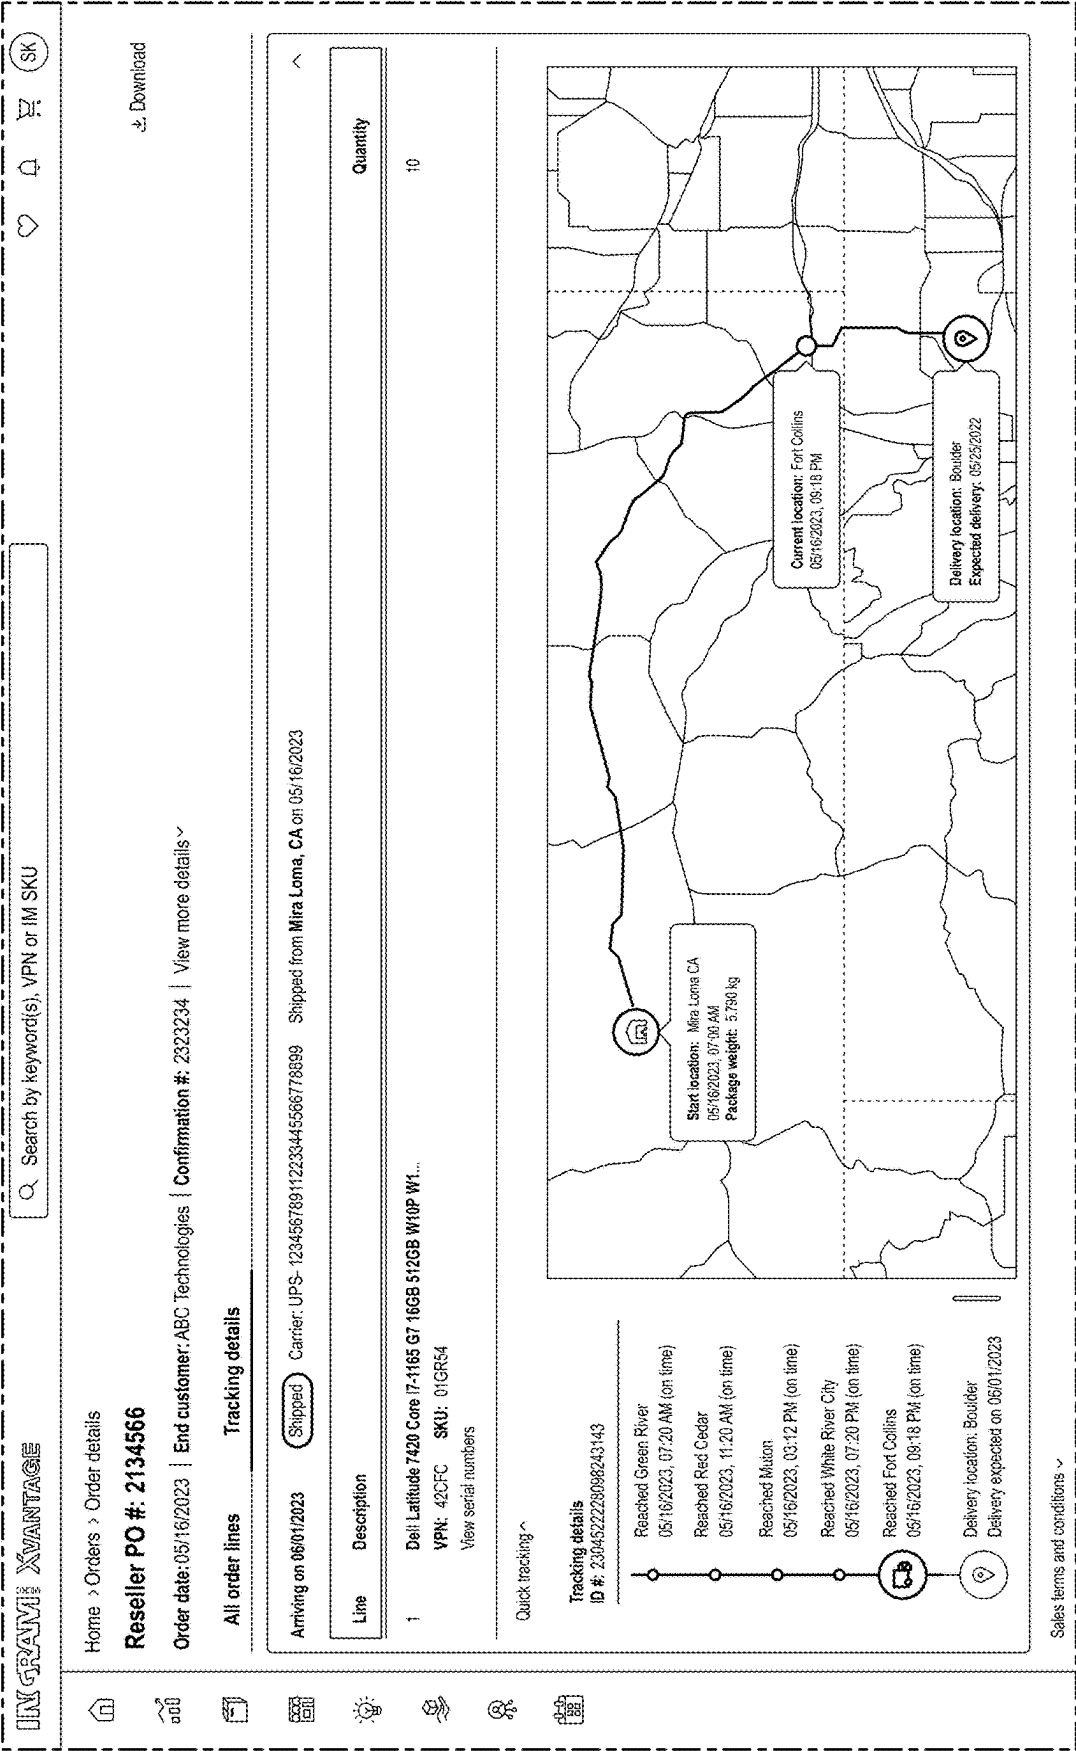 INGRAM XVANTAGE
Search by keyword(s), VPN or IM SKU
SK
Home > Orders > Order details
Reseller PO #: 2134566
Download
Order date: 05/16/2023 | End customer: ABC Technologies | Confirmation #: 2323234 | View more details
All order lines Tracking details
Arriving on 06/01/2023 Shipped Carrier: UPS- 12345678911223344556677 8899 Shipped from Mira Loma, CA on 05/16/2023
Line Description Quantity
1 Dell Latitude 7420 Core I7-1165 G7 16GB 512GB W10P W1... 10
VPN: 42CFC SKU: 01GR54
View serial numbers
Quick tracking
Tracking details
ID #: 2304522228098243143
Reached Green River
05/16/2023, 07:20 AM (on time)
Reached Red Cedar
05/16/2023, 11:20 AM (on time)
Reached Muton
05/16/2023, 03:12 PM (on time)
Reached White River City
05/16/2023, 07:20 PM (on time)
Reached Fort Collins
05/16/2023, 09:18 PM (on time)
Delivery location: Boulder
Delivery expected on 06/01/2023
Start location: Mira Loma CA
05/16/2023, 07:00 AM
Package weight: 5.790 kg
Current location: Fort Collins
05/16/2023, 09:18 PM
Delivery location: Boulder
Expected delivery: 05/25/2022
Sales terms and conditions